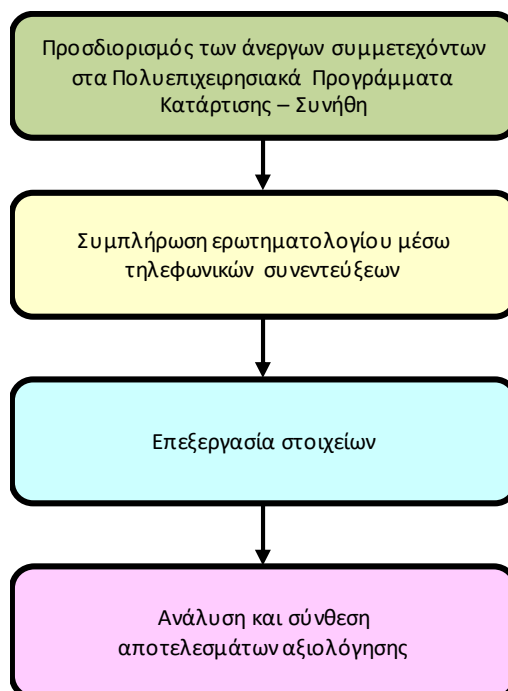 Προσδιορισμός των άνεργων συμμετεχόντων
στα Πολυεπιχειρησιακά Προγράμματα
Κατάρτισης – Συνήθη
Συμπλήρωση ερωτηματολογίου μέσω
τηλεφωνικών συνεντεύξεων
Επεξεργασία στοιχείων
Ανάλυση και σύνθεση
αποτελεσμάτων αξιολόγησης